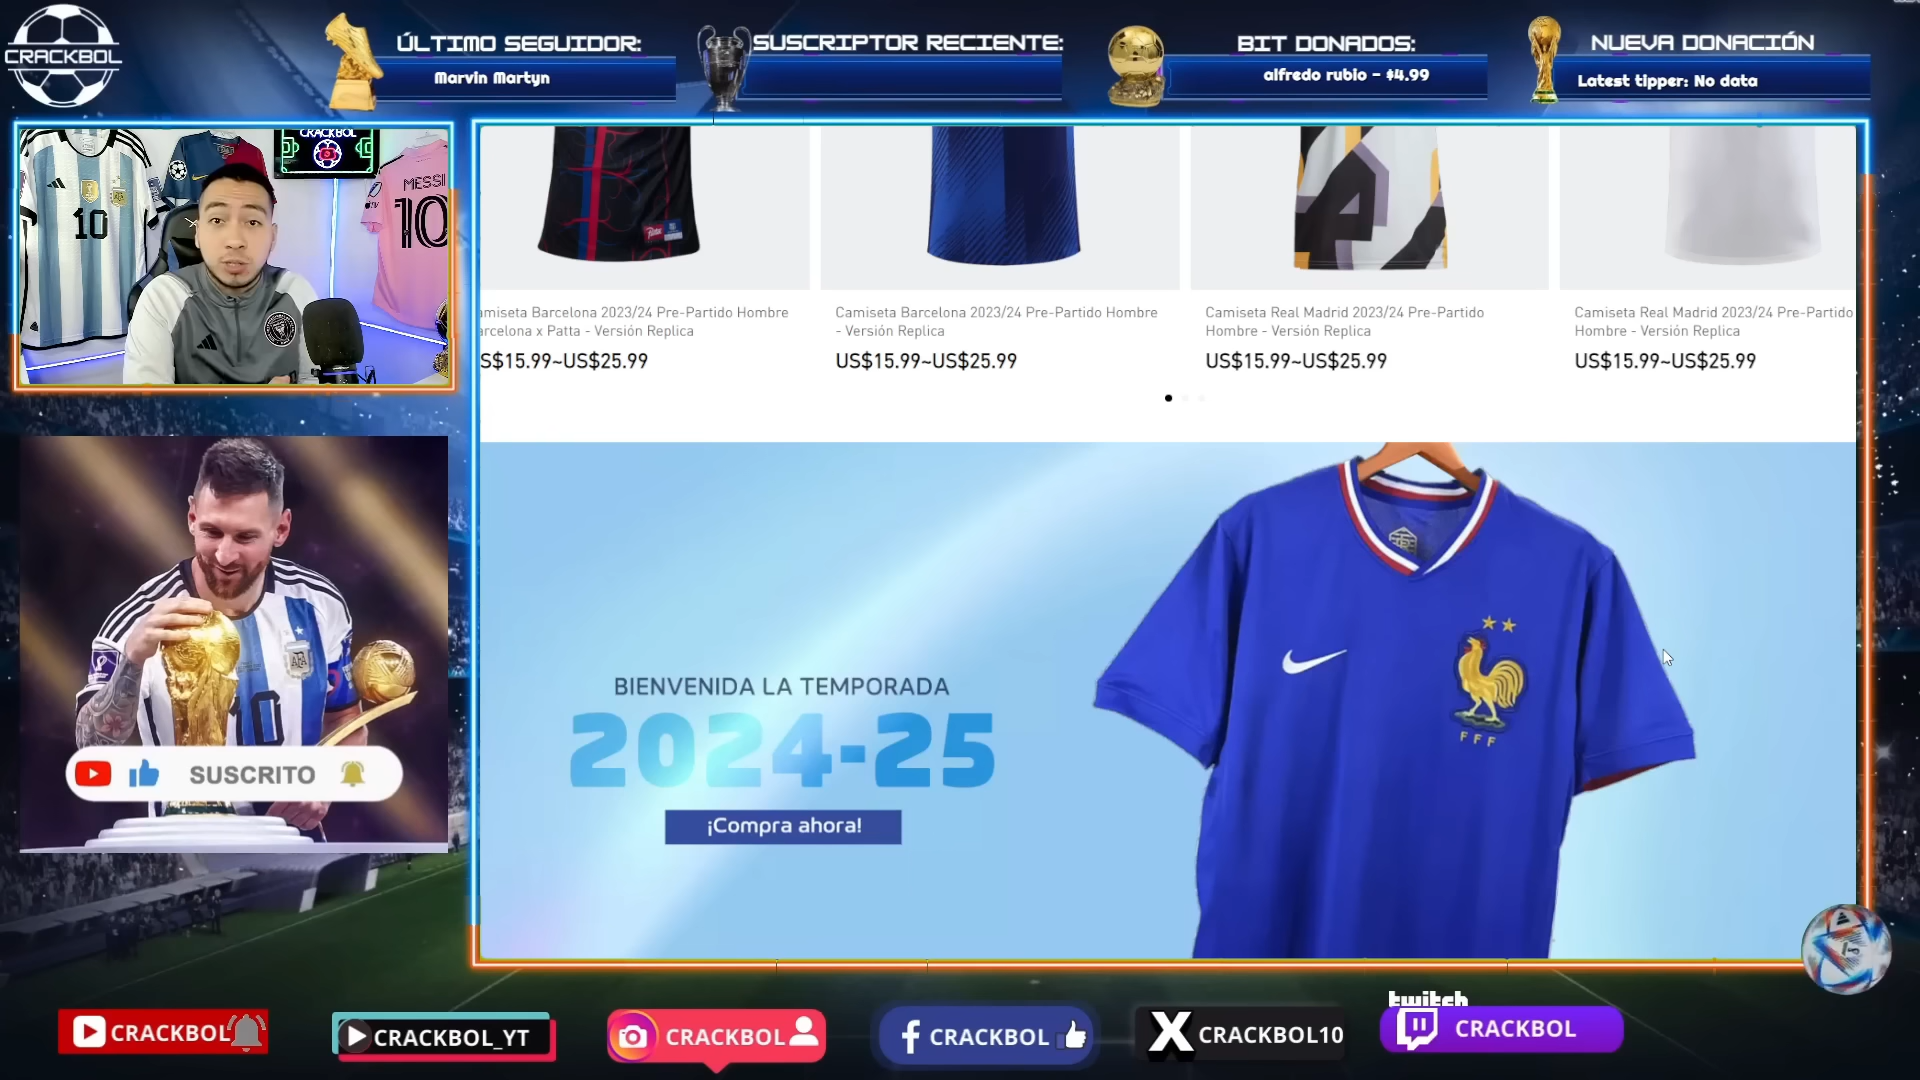 CRACKBOL
ÚLTIMO SEGUIDOR:
Marvin Martyn
SUSCRIPTOR RECIENTE:
BIT DONADOS:
alfredo rubio - $4.99
NUEVA DONACIÓN
Latest tipper: No data
CRACKBOL
10
MESSI
10
amiseta Barcelona 2023/24 Pre-Partido Hombre
arcelona x Patta - Versión Replica
S$15.99~US$25.99
Camiseta Barcelona 2023/24 Pre-Partido Hombre
- Versión Replica
US$15.99~US$25.99
Camiseta Real Madrid 2023/24 Pre-Partido
Hombre - Versión Replica
US$15.99~US$25.99
Camiseta Real Madrid 2023/24 Pre-Partido
Hombre - Versión Replica
US$15.99~US$25.99
BIENVENIDA LA TEMPORADA
2024-25
¡Compra ahora!
FFF
AFA
10
SUSCRITO
CRACKBOL
CRACKBOL_YT
CRACKBOL
CRACKBOL
CRACKBOL10
twitch
CRACKBOL